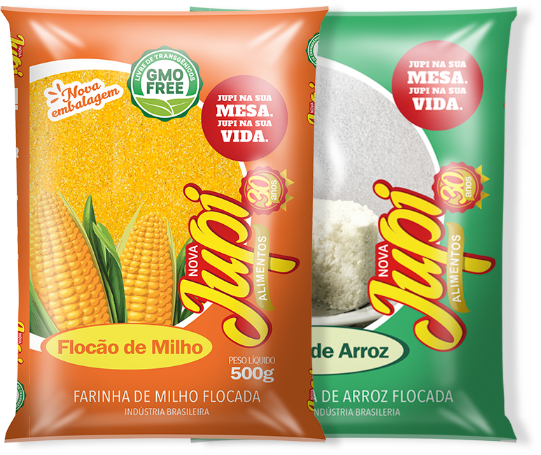 Jupi
Nova
embalagem
LIVRE DE TRANSGÊNICOS
GMO
FREE
JUPI NA SUA
MESA.
JUPI NA SUA
VIDA.
30
anos
NOVA
Jupi
ALIMENTOS
Flocão de Milho
PESO LÍQUIDO
500g
FARINHA DE MILHO FLOCADA
INDÚSTRIA BRASILEIRA
JUPI NA SUA
MESA.
JUPI NA SUA
VIDA.
30
anos
NOVA
Jupi
ALIMENTOS
de Arroz
A DE ARROZ FLOCADA
INDÚSTRIA BRASILERIA